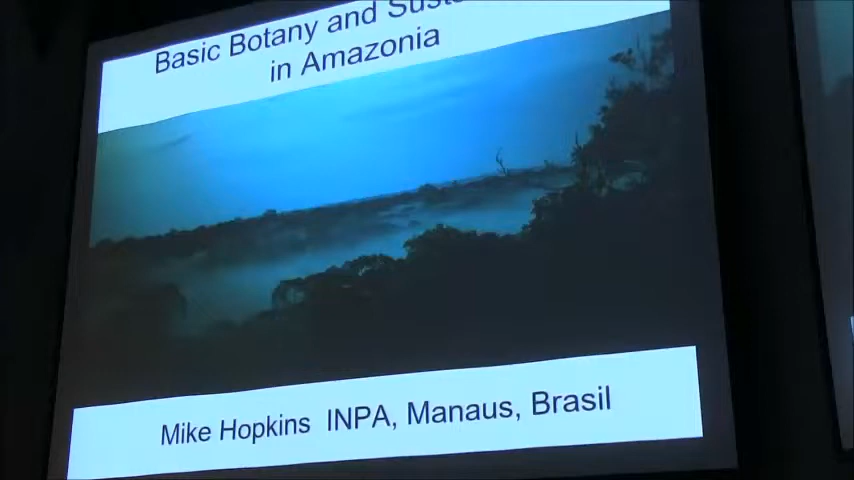 Basic Botany and
in Amazonia
Mike Hopkins INPA, Manaus, Brasil